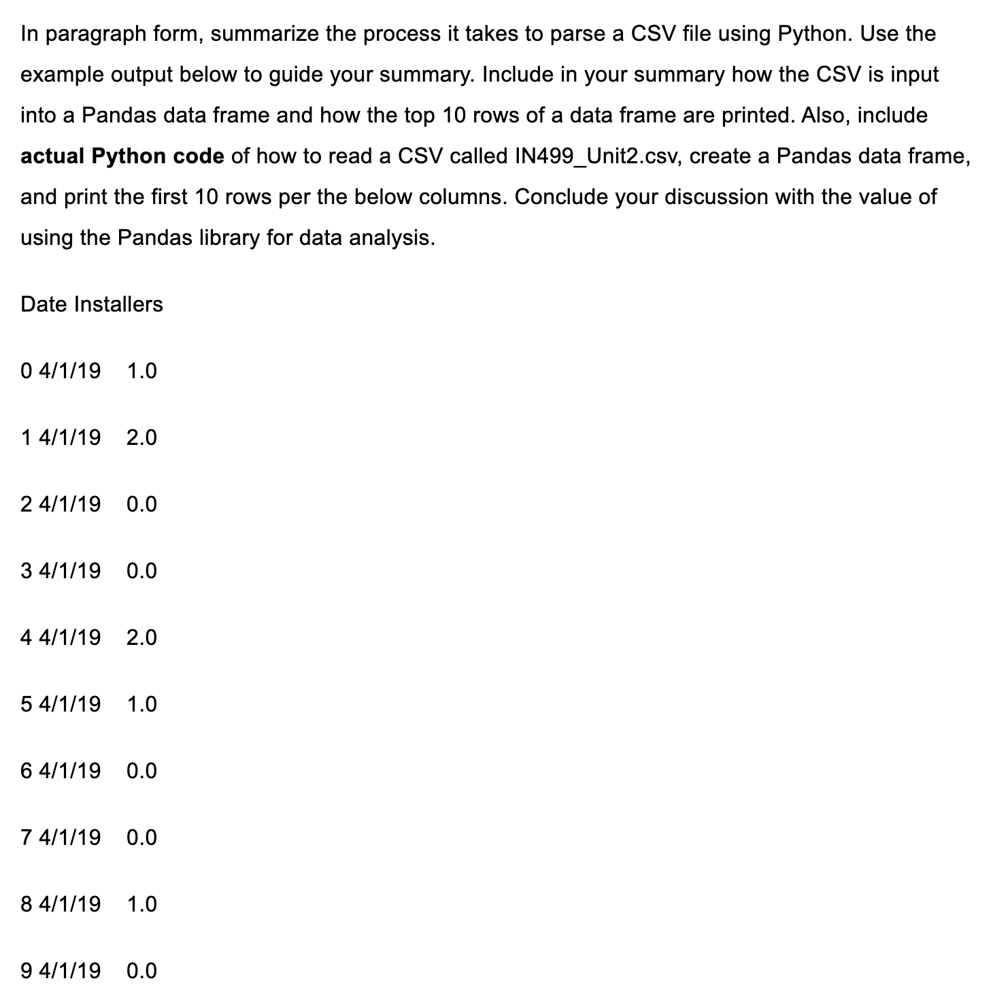 In paragraph form, summarize the process it takes to parse a CSV file using Python. Use the
example output below to guide your summary. Include in your summary how the CSV is input
into a Pandas data frame and how the top 10 rows of a data frame are printed. Also, include
actual Python code of how to read a CSV called IN499_Unit2.csv, create a Pandas data frame,
and print the first 10 rows per the below columns. Conclude your discussion with the value of
using the Pandas library for data analysis.
Date Installers
0 4/1/19 1.0
1 4/1/19 2.0
2 4/1/19 0.0
3 4/1/19 0.0
4 4/1/19 2.0
5 4/1/19 1.0
6 4/1/19 0.0
7 4/1/19 0.0
8 4/1/19 1.0
9 4/1/19 0.0